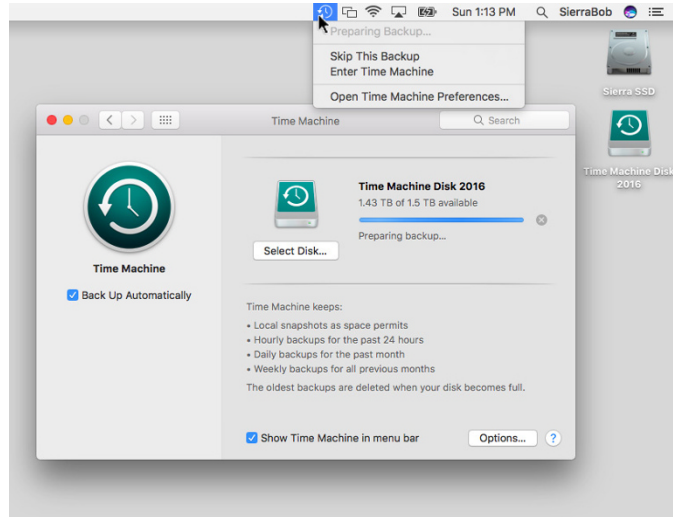 Sun 1:13 PM
SierraBob
Preparing Backup...
Skip This Backup
Enter Time Machine
Open Time Machine Preferences...
Sierra SSD
Time Machine
Search
Time Machine Disk
2016
Time Machine Disk 2016
1.43 TB of 1.5 TB available
Preparing backup...
Select Disk...
Time Machine
Back Up Automatically
Time Machine keeps:
• Local snapshots as space permits
• Hourly backups for the past 24 hours
• Daily backups for the past month
• Weekly backups for all previous months
The oldest backups are deleted when your disk becomes full.
Show Time Machine in menu bar
Options...
?